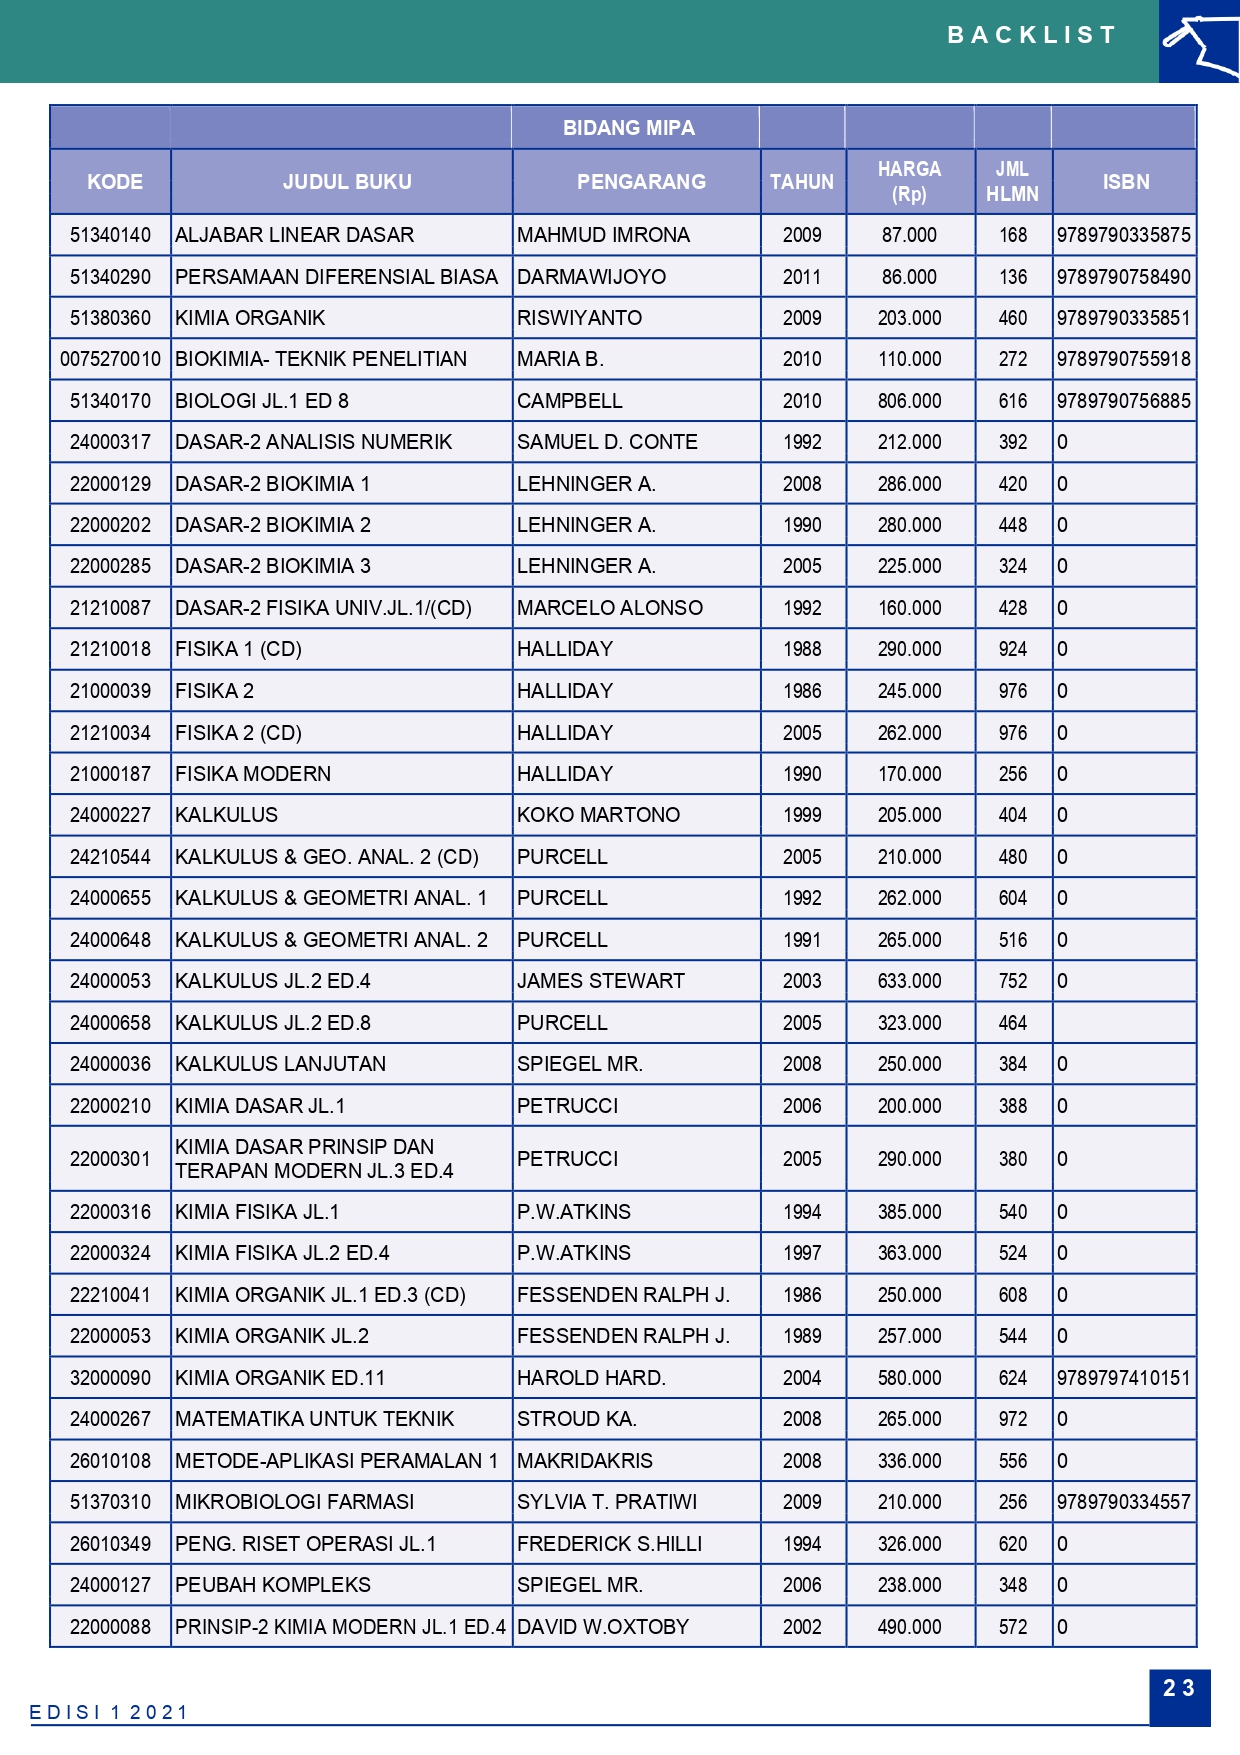 BACKLIST
BIDANG MIPA
KODE JUDUL BUKU PENGARANG TAHUN HARGA (Rp) JML HLMN ISBN
51340140 ALJABAR LINEAR DASAR MAHMUD IMRONA 2009 87.000 168 9789790335875
51340290 PERSAMAAN DIFERENSIAL BIASA DARMAWIJOYO 2011 86.000 136 9789790758490
51380360 KIMIA ORGANIK RISWIYANTO 2009 203.000 460 9789790335851
0075270010 BIOKIMIA- TEKNIK PENELITIAN MARIA B. 2010 110.000 272 9789790755918
51340170 BIOLOGI JL.1 ED 8 CAMPBELL 2010 806.000 616 9789790756885
24000317 DASAR-2 ANALISIS NUMERIK SAMUEL D. CONTE 1992 212.000 392 0
22000129 DASAR-2 BIOKIMIA 1 LEHNINGER A. 2008 286.000 420 0
22000202 DASAR-2 BIOKIMIA 2 LEHNINGER A. 1990 280.000 448 0
22000285 DASAR-2 BIOKIMIA 3 LEHNINGER A. 2005 225.000 324 0
21210087 DASAR-2 FISIKA UNIV.JL.1/(CD) MARCELO ALONSO 1992 160.000 428 0
21210018 FISIKA 1 (CD) HALLIDAY 1988 290.000 924 0
21000039 FISIKA 2 HALLIDAY 1986 245.000 976 0
21210034 FISIKA 2 (CD) HALLIDAY 2005 262.000 976 0
21000187 FISIKA MODERN HALLIDAY 1990 170.000 256 0
24000227 KALKULUS KOKO MARTONO 1999 205.000 404 0
24210544 KALKULUS & GEO. ANAL. 2 (CD) PURCELL 2005 210.000 480 0
24000655 KALKULUS & GEOMETRI ANAL. 1 PURCELL 1992 262.000 604 0
24000648 KALKULUS & GEOMETRI ANAL. 2 PURCELL 1991 265.000 516 0
24000053 KALKULUS JL.2 ED.4 JAMES STEWART 2003 633.000 752 0
24000658 KALKULUS JL.2 ED.8 PURCELL 2005 323.000 464
24000036 KALKULUS LANJUTAN SPIEGEL MR. 2008 250.000 384 0
22000210 KIMIA DASAR JL.1 PETRUCCI 2006 200.000 388 0
22000301 KIMIA DASAR PRINSIP DAN TERAPAN MODERN JL.3 ED.4 PETRUCCI 2005 290.000 380 0
22000316 KIMIA FISIKA JL.1 P.W.ATKINS 1994 385.000 540 0
22000324 KIMIA FISIKA JL.2 ED.4 P.W.ATKINS 1997 363.000 524 0
22210041 KIMIA ORGANIK JL.1 ED.3 (CD) FESSENDEN RALPH J. 1986 250.000 608 0
22000053 KIMIA ORGANIK JL.2 FESSENDEN RALPH J. 1989 257.000 544 0
32000090 KIMIA ORGANIK ED.11 HAROLD HARD. 2004 580.000 624 9789797410151
24000267 MATEMATIKA UNTUK TEKNIK STROUD KA. 2008 265.000 972 0
26010108 METODE-APLIKASI PERAMALAN 1 MAKRIDAKRIS 2008 336.000 556 0
51370310 MIKROBIOLOGI FARMASI SYLVIA T. PRATIWI 2009 210.000 256 9789790334557
26010349 PENG. RISET OPERASI JL.1 FREDERICK S.HILLI 1994 326.000 620 0
24000127 PEUBAH KOMPLEKS SPIEGEL MR. 2006 238.000 348 0
22000088 PRINSIP-2 KIMIA MODERN JL.1 ED.4 DAVID W.OXTOBY 2002 490.000 572 0
23
EDISI 1 2021